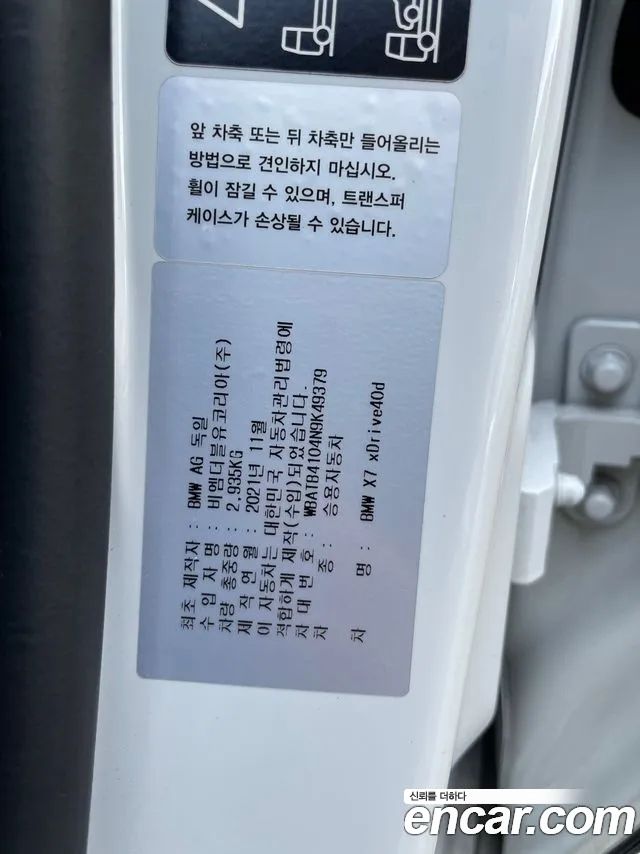 앞 차축 또는 뒤 차축만 들어올리는
방법으로 견인하지 마십시오.
휠이 잠길 수 있으며, 트랜스퍼
케이스가 손상될 수 있습니다.
최초 제작자 : BMW AG 독일
수 입 자 명 : 비엠더블유코리아(주)
차량 총중량 : 2,935KG
제 작 연 월 : 2021년 11월
이 자동차는 대한민국 자동차관리법령에
적합하게 제작(수입)되었습니다.
차 대 번 호 : WBATB4104N9K49379
차 종 : 승용자동차
차 명 : BMW X7 xDrive40d
신뢰를 더하다
encar.com